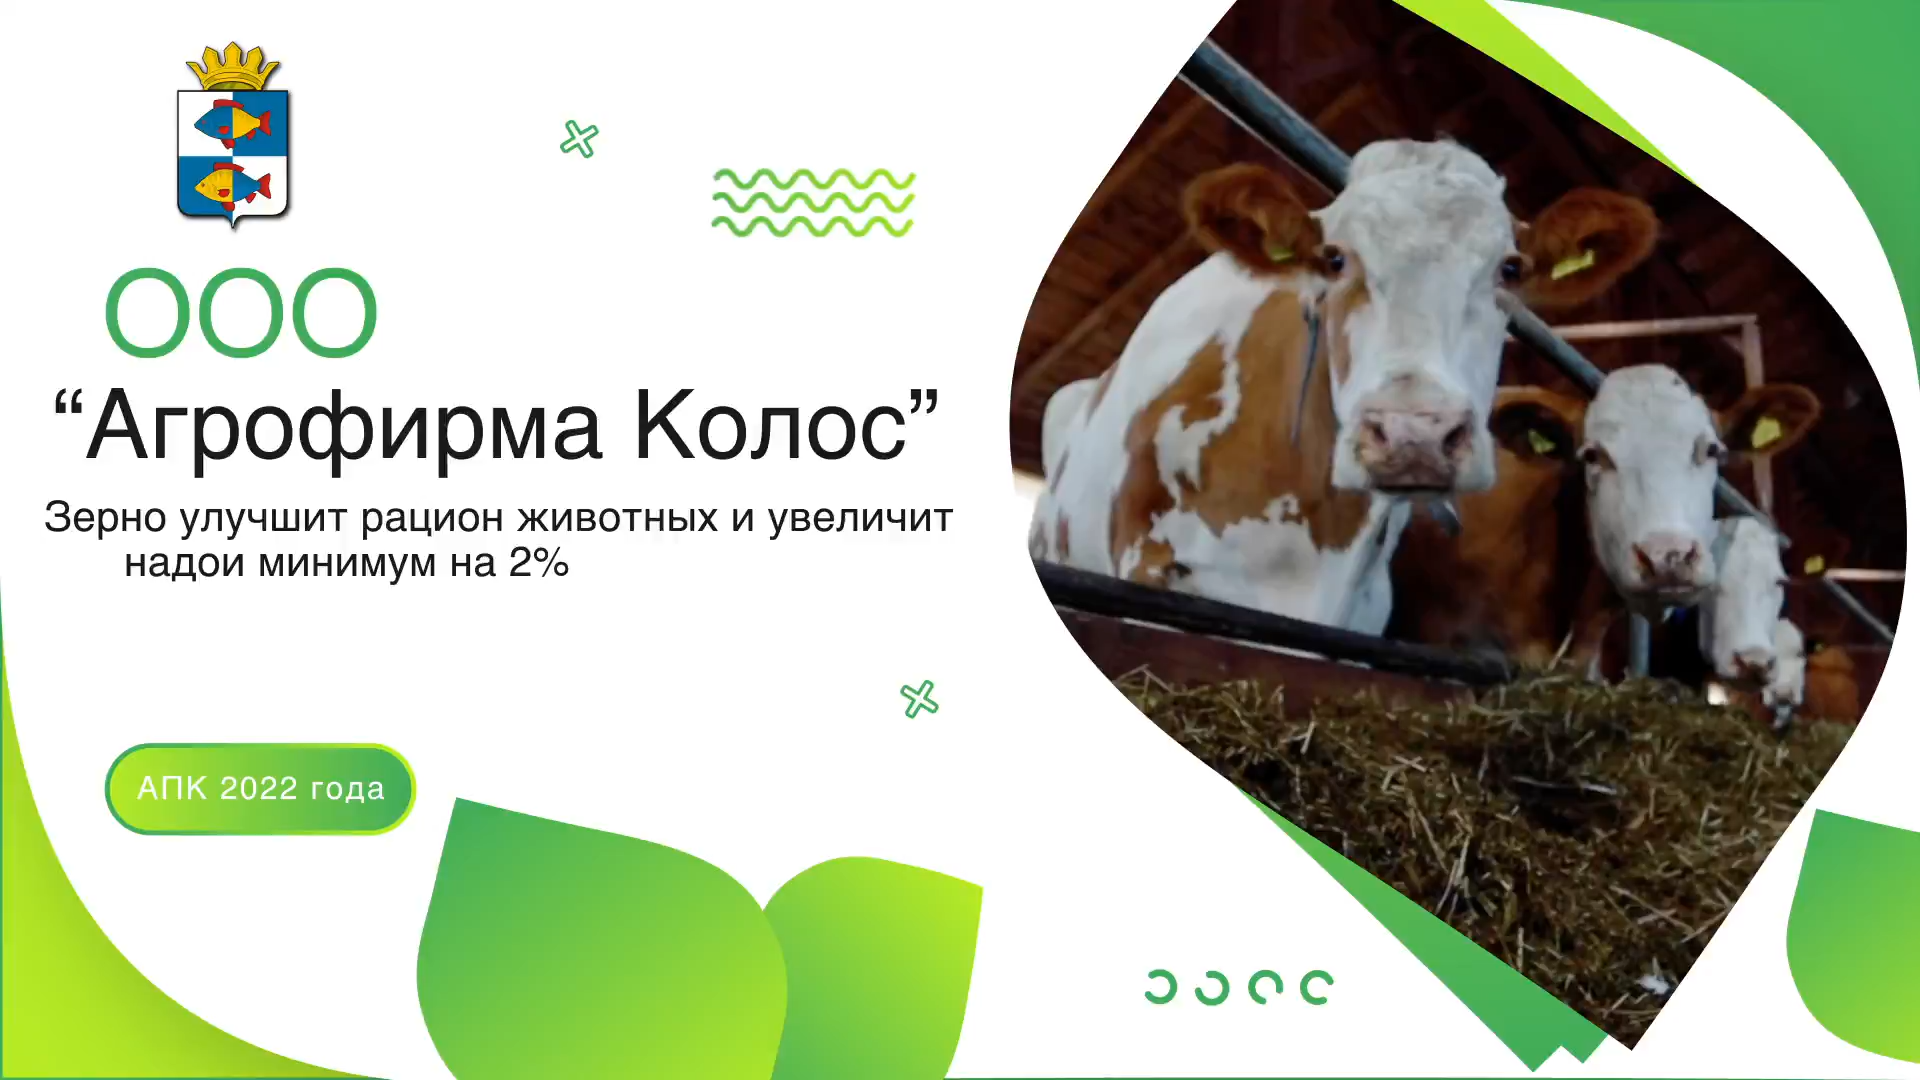 ООО
“Агрофирма Колос”
Зерно улучшит рацион животных и увеличит
надои минимум на 2%
АПК 2022 года